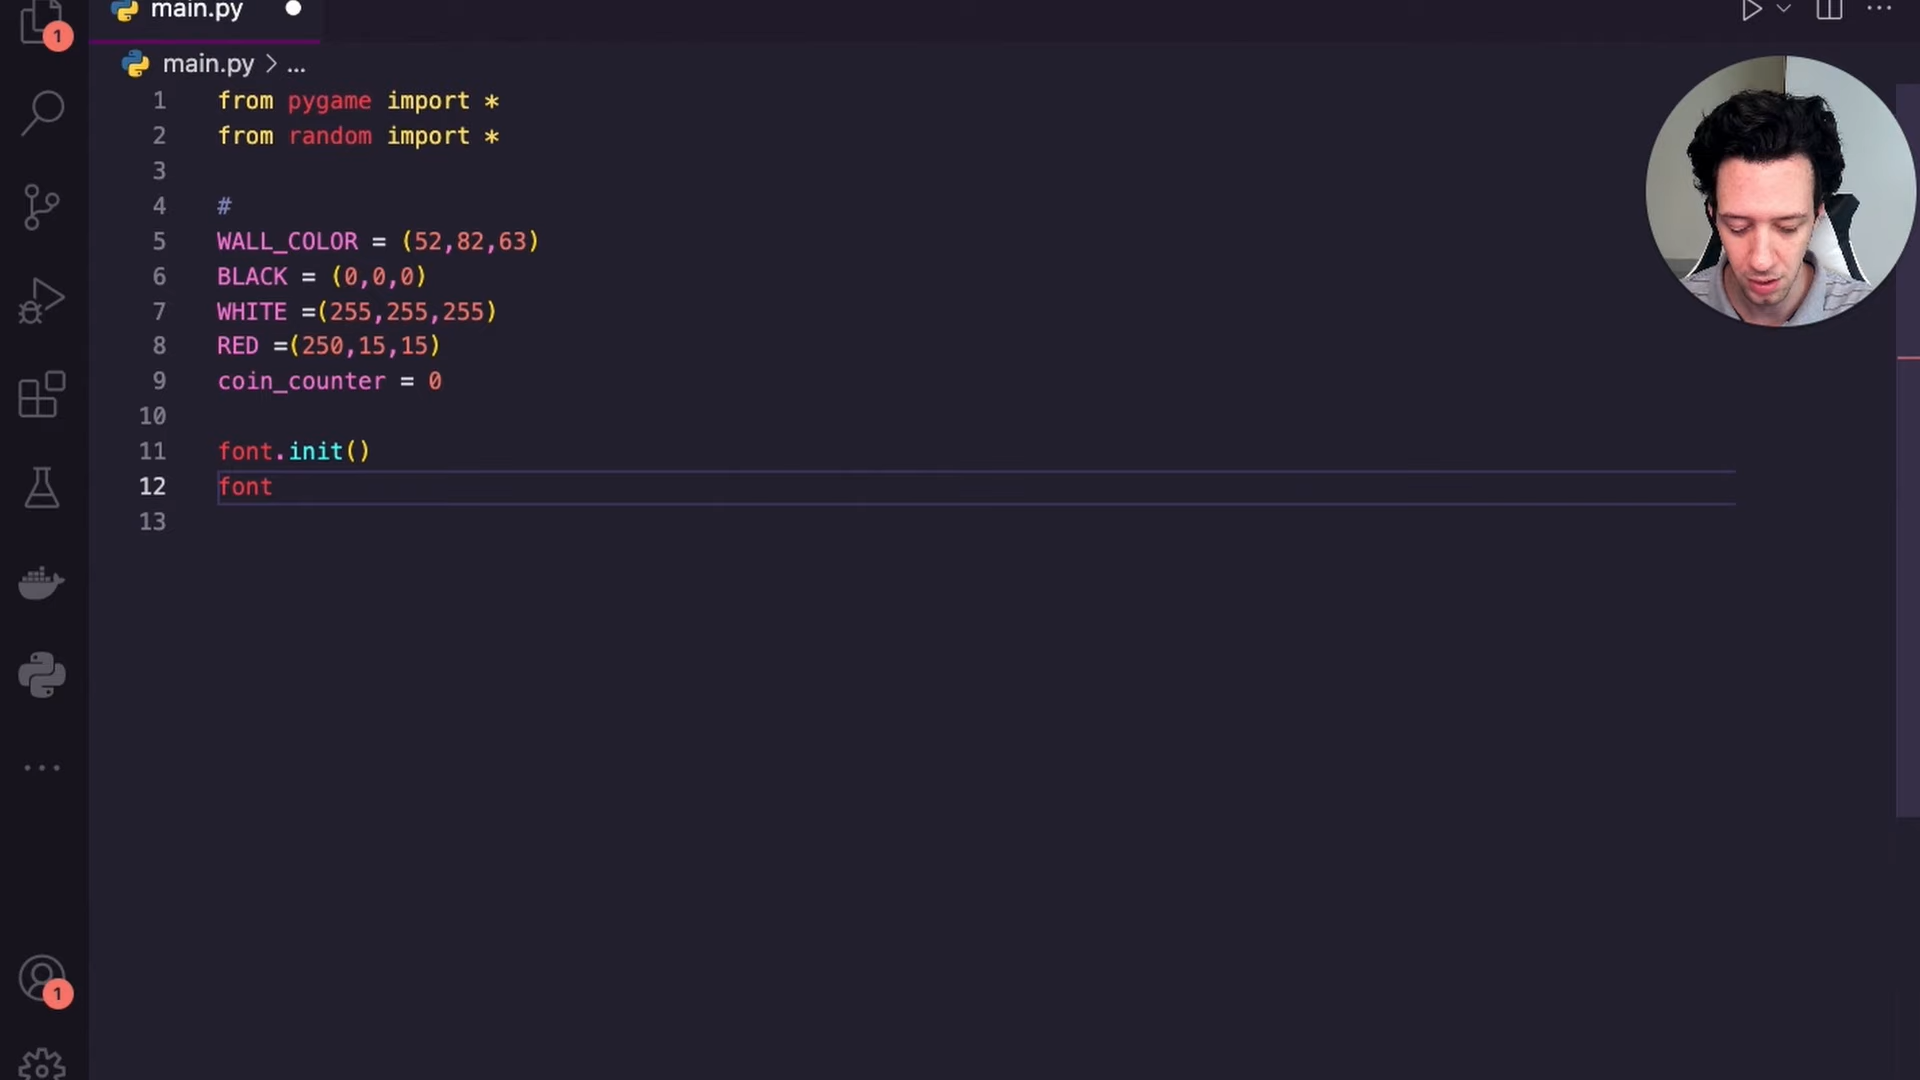 main.py
main.py > ...
1 from pygame import *
2 from random import *
3
4 #
5 WALL_COLOR = (52,82,63)
6 BLACK = (0,0,0)
7 WHITE =(255,255,255)
8 RED =(250,15,15)
9 coin_counter = 0
10
11 font.init()
12 font
13
1
1